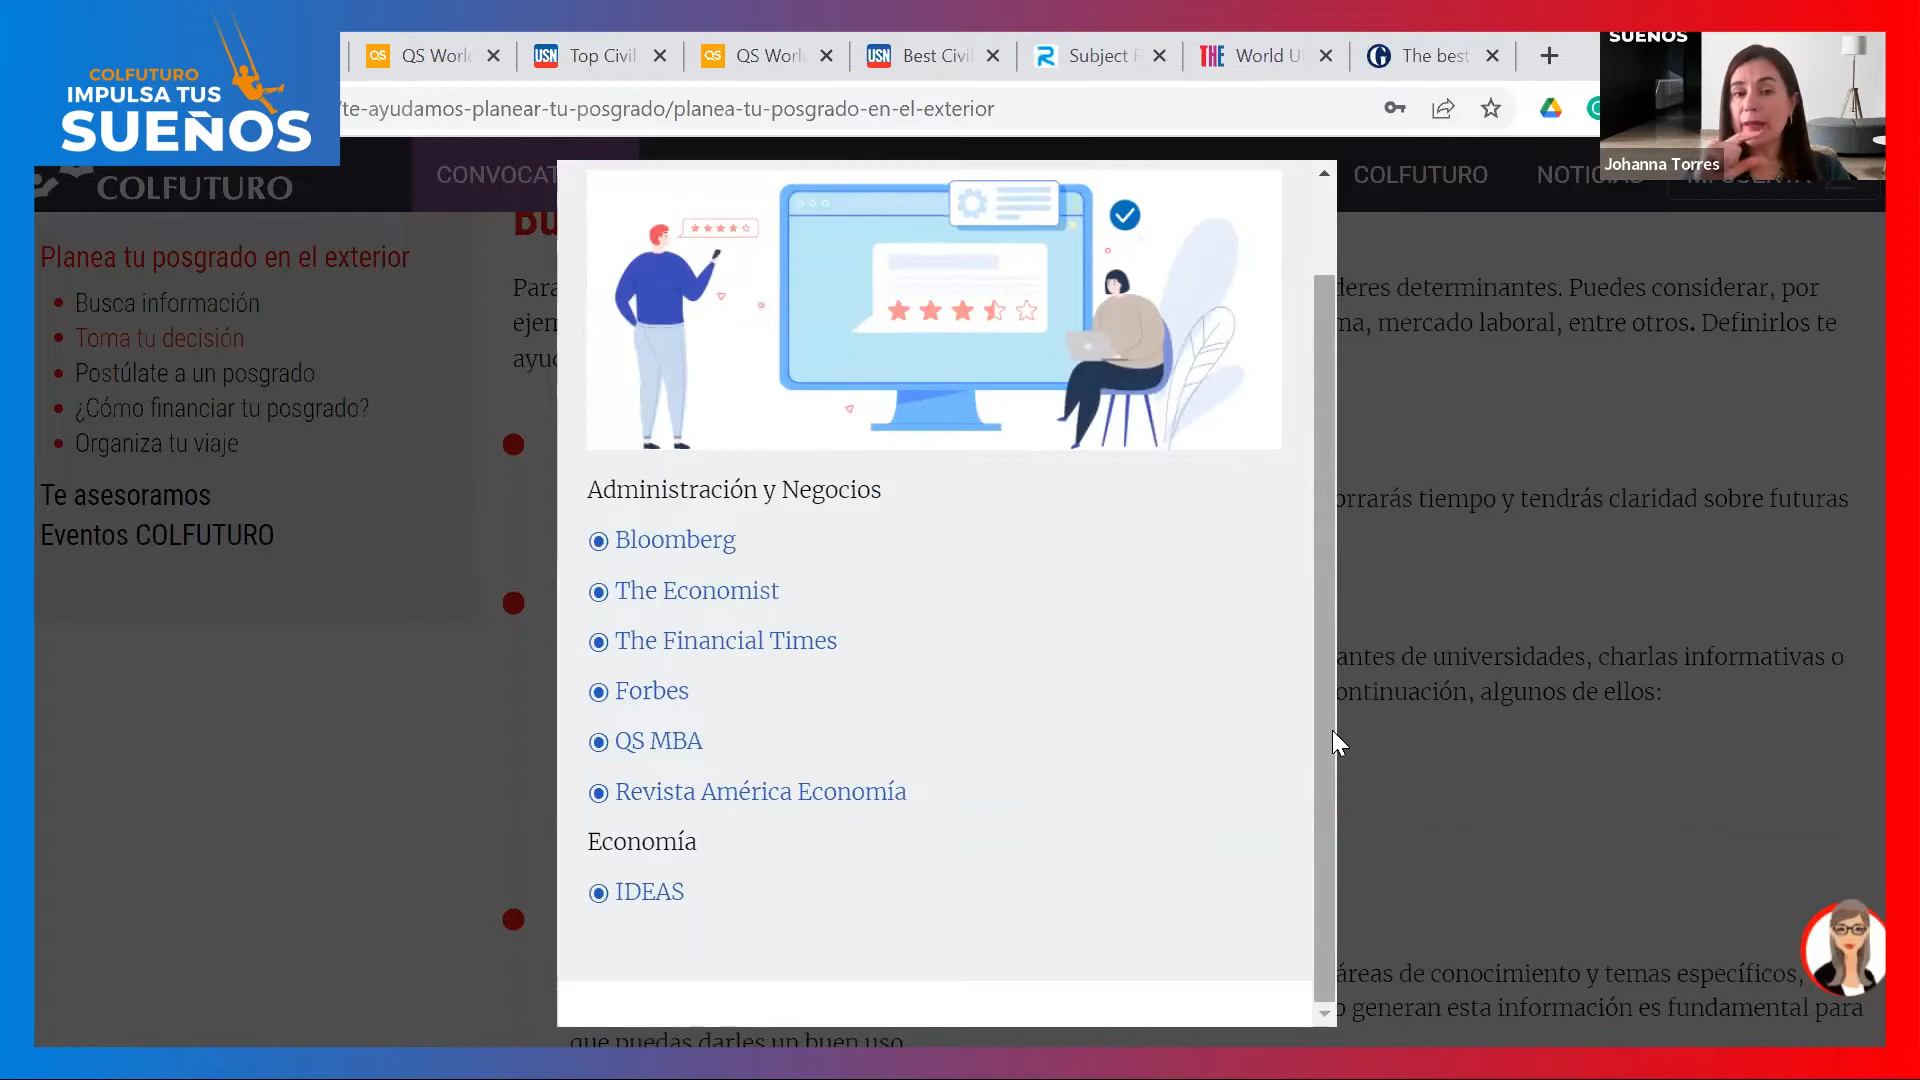 COLFUTURO
IMPULSA TUS
SUEÑOS
QS Worl
USN Top Civil
QS Worl
USN Best Civil
Subject R
THE World U
The best
/te-ayudamos-planear-tu-posgrado/planea-tu-posgrado-en-el-exterior
SUEÑOS
Johanna Torres
COLFUTURO
CONVOCAT
COLFUTURO
NOTICIAS
Planea tu posgrado en el exterior
Busca información
Toma tu decisión
Postúlate a un posgrado
¿Cómo financiar tu posgrado?
Organiza tu viaje
Te asesoramos
Eventos COLFUTURO
Bu
Para
deres determinantes. Puedes considerar, por
ejem
ma, mercado laboral, entre otros. Definirlos te
ayud
orrarás tiempo y tendrás claridad sobre futuras
antes de universidades, charlas informativas o
ontinuación, algunos de ellos:
áreas de conocimiento y temas específicos,
o generan esta información es fundamental para
que puedas darles un buen uso
Administración y Negocios
Bloomberg
The Economist
The Financial Times
Forbes
QS MBA
Revista América Economía
Economía
IDEAS